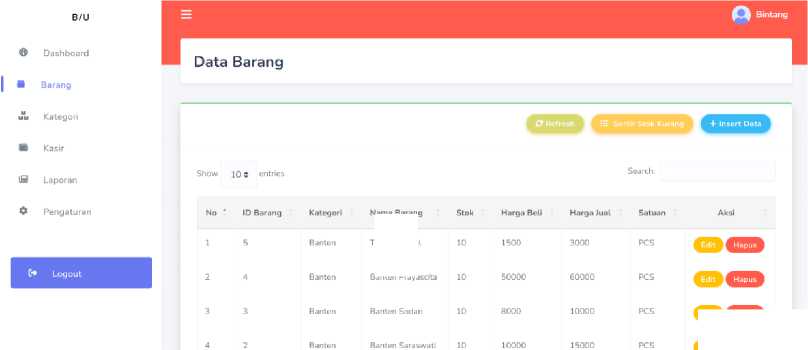 B/U
Bintang
Dashboard
Barang
Kategori
Kasir
Laporan
Pengaturan
Logout
Data Barang
Refresh
Sortir Stok Kurang
Insert Data
Show 10 entries
Search:
No ID Barang Kategori Nama Barang Stok Harga Beli Harga Jual Satuan Aksi
1 5 Banten 10 1500 3000 PCS Edit Hapus
2 4 Banten Banten Prayascita 10 50000 60000 PCS Edit Hapus
3 3 Banten Banten Sodan 10 8000 10000 PCS
4 2 Banten Banten Saraswati 10 10000 15000 PCS